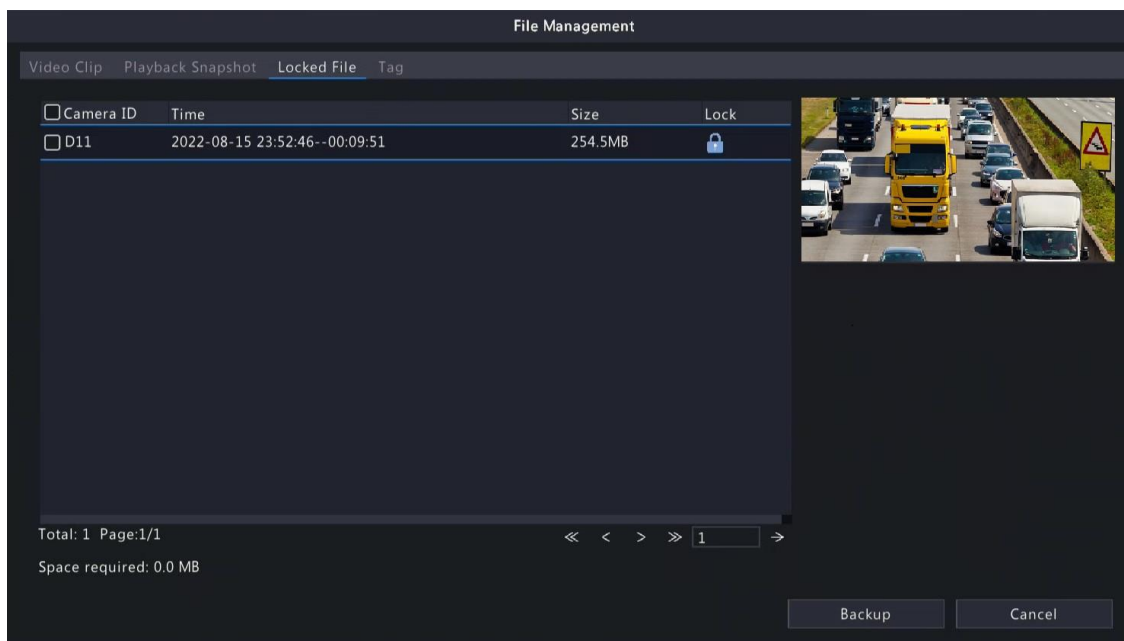 File Management
Video Clip Playback Snapshot Locked File Tag
Camera ID Time Size Lock
D11 2022-08-15 23:52:46--00:09:51 254.5MB
Total: 1 Page:1/1 1
Space required: 0.0 MB
Backup Cancel